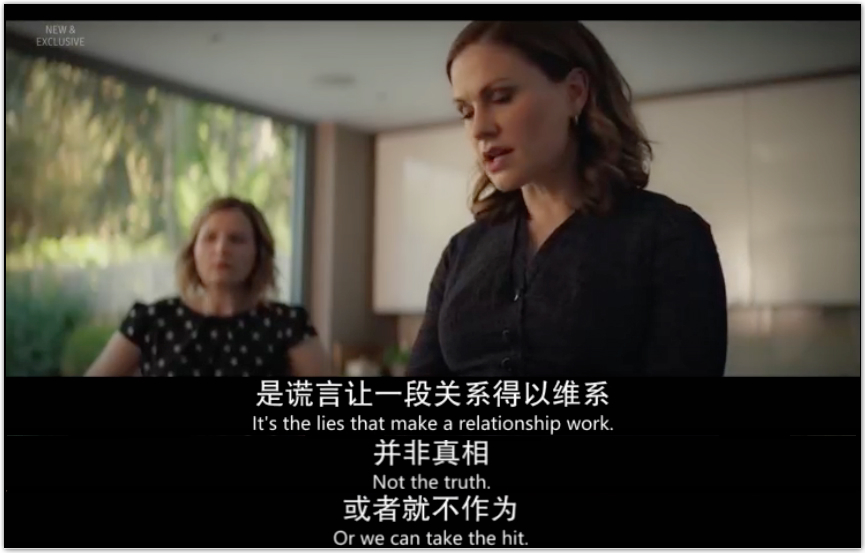 NEW &
EXCLUSIVE
是谎言让一段关系得以维系
It's the lies that make a relationship work.
并非真相
Not the truth.
或者就不作为
Or we can take the hit.